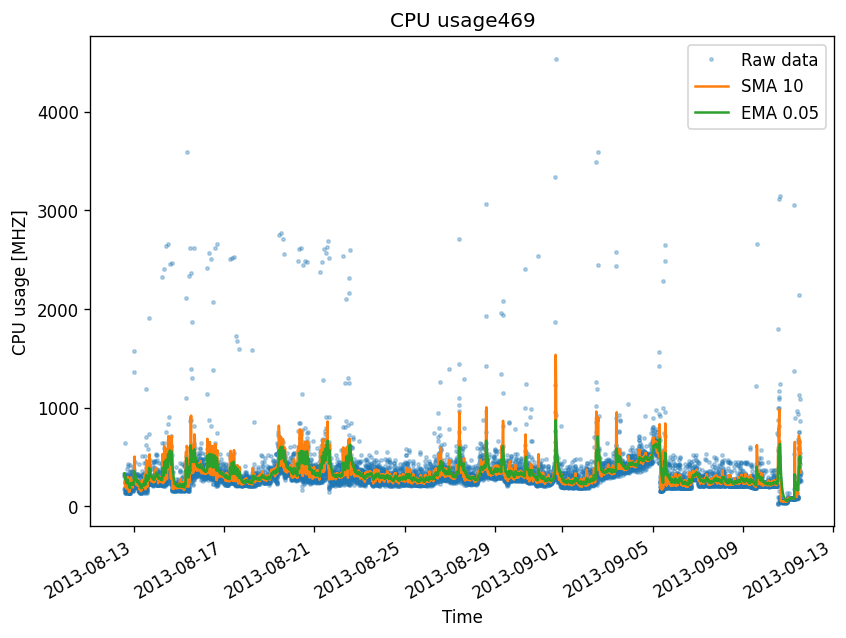 CPU usage469
Raw data
SMA 10
EMA 0.05
CPU usage [MHZ]
4000
3000
2000
1000
0
2013-08-13
2013-08-17
2013-08-21
2013-08-25
2013-08-29
2013-09-01
2013-09-05
2013-09-09
2013-09-13
Time